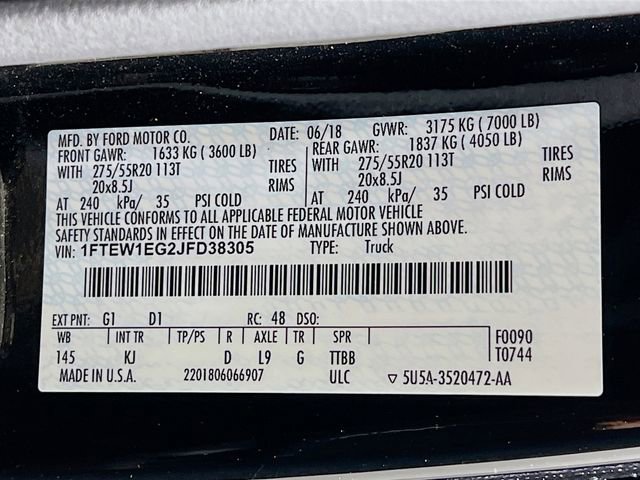 MFD. BY FORD MOTOR CO. DATE: 06/18 GVWR: 3175 KG ( 7000 LB)
FRONT GAWR: 1633 KG ( 3600 LB) REAR GAWR: 1837 KG ( 4050 LB)
WITH 275/55R20 113T TIRES WITH 275/55R20 113T TIRES
20x8.5J RIMS 20x8.5J RIMS
AT 240 kPa/ 35 PSI COLD AT 240 kPa/ 35 PSI COLD
THIS VEHICLE CONFORMS TO ALL APPLICABLE FEDERAL MOTOR VEHICLE
SAFETY STANDARDS IN EFFECT ON THE DATE OF MANUFACTURE SHOWN ABOVE.
VIN: 1FTEW1EG2JFD38305 TYPE: Truck
EXT PNT: G1 D1 RC: 48 DSO:
WB INT TR TP/PS R AXLE TR SPR F0090
145 KJ D L9 G TTBB T0744
MADE IN U.S.A. 2201806066907 ULC ▽ 5U5A-3520472-AA